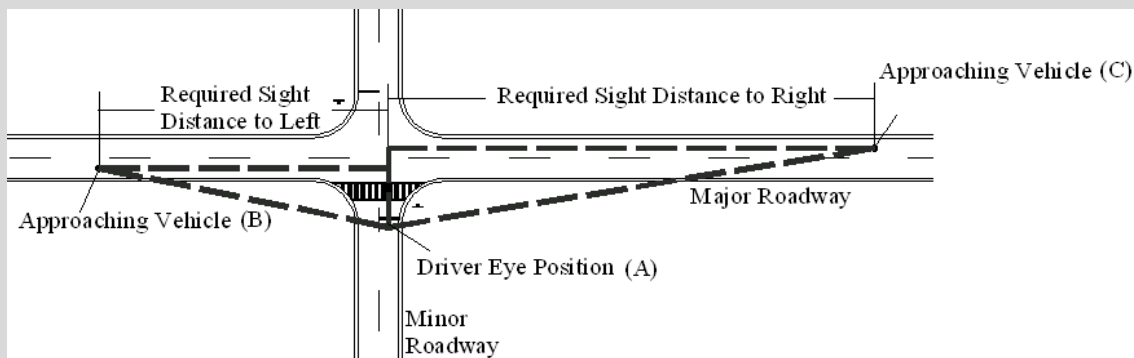 Required Sight
Distance to Left
Required Sight Distance to Right
Approaching Vehicle (C)
Major Roadway
Approaching Vehicle (B)
Driver Eye Position (A)
Minor
Roadway